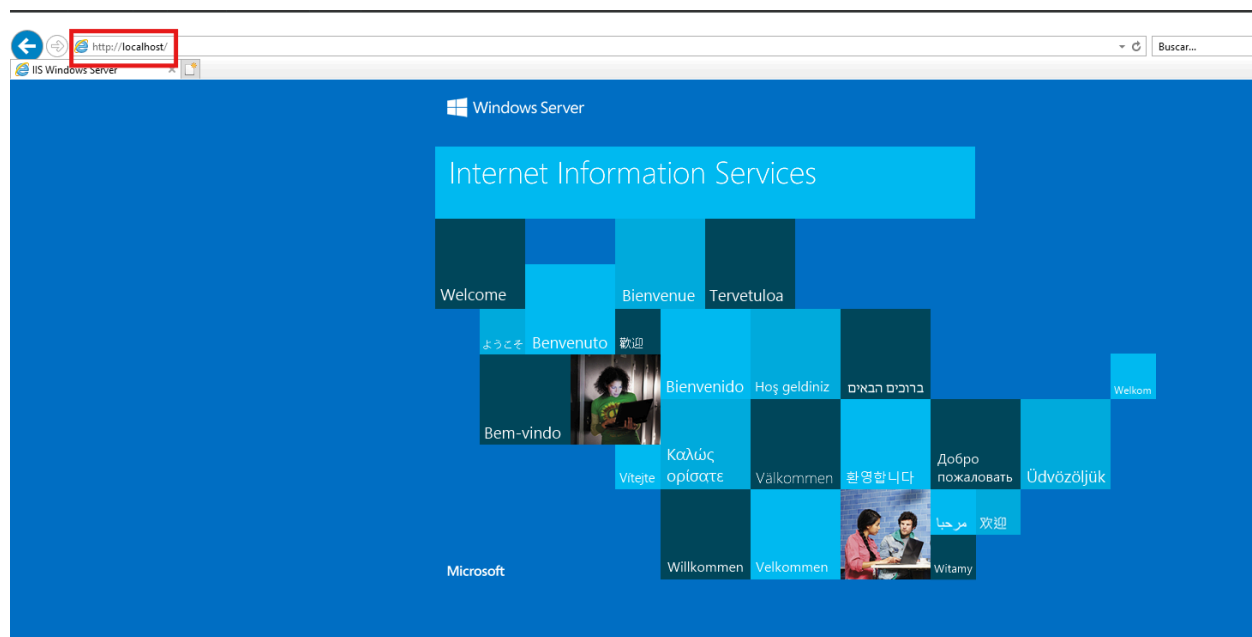 http://localhost/
Buscar...
IIS Windows Server
Windows Server
Internet Information Services
Welcome
Bienvenue
Tervetuloa
ようこそ
Benvenuto
歡迎
Bienvenido
Hoş geldiniz
ברוכים הבאים
Welkom
Bem-vindo
Vítejte
Καλώς
ορίσατε
Välkommen
환영합니다
Добро
пожаловать
Üdvözöljük
مرحبا
欢迎
Microsoft
Willkommen
Velkommen
Witamy